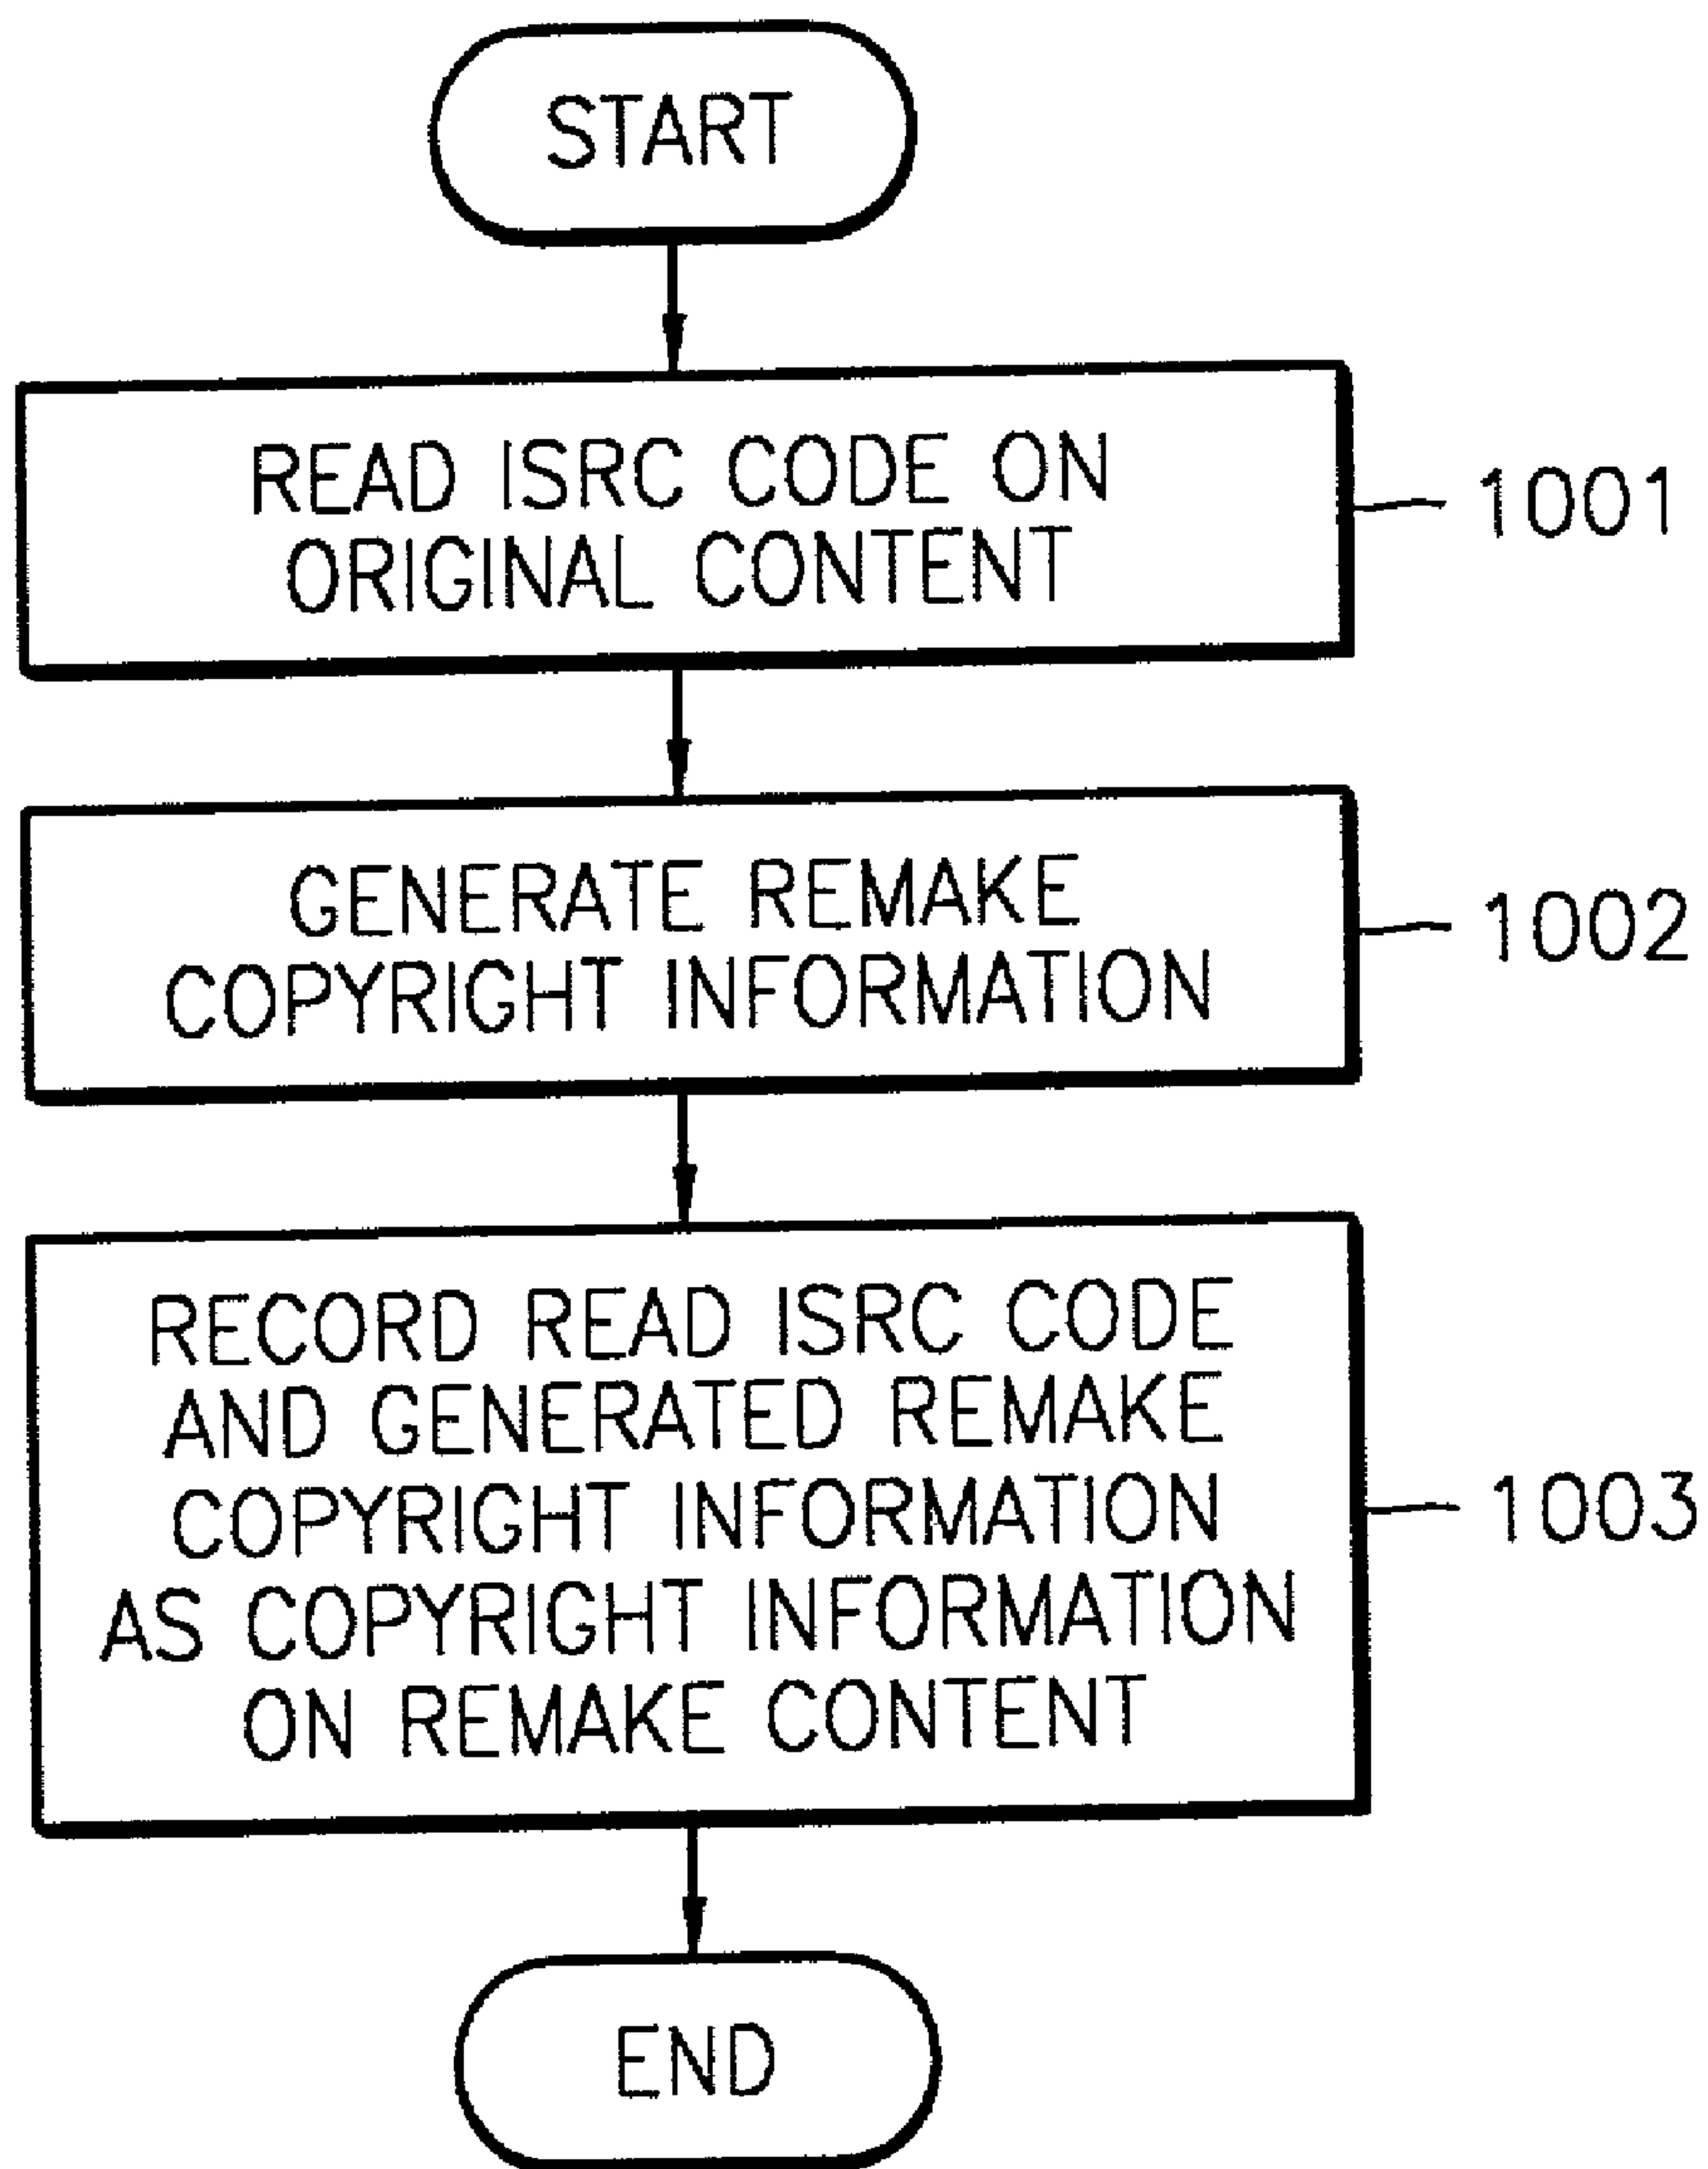 START
READ ISRC CODE ON
ORIGINAL CONTENT
1001
GENERATE REMAKE
COPYRIGHT INFORMATION
1002
RECORD READ ISRC CODE
AND GENERATED REMAKE
COPYRIGHT INFORMATION
AS COPYRIGHT INFORMATION
ON REMAKE CONTENT
1003
END